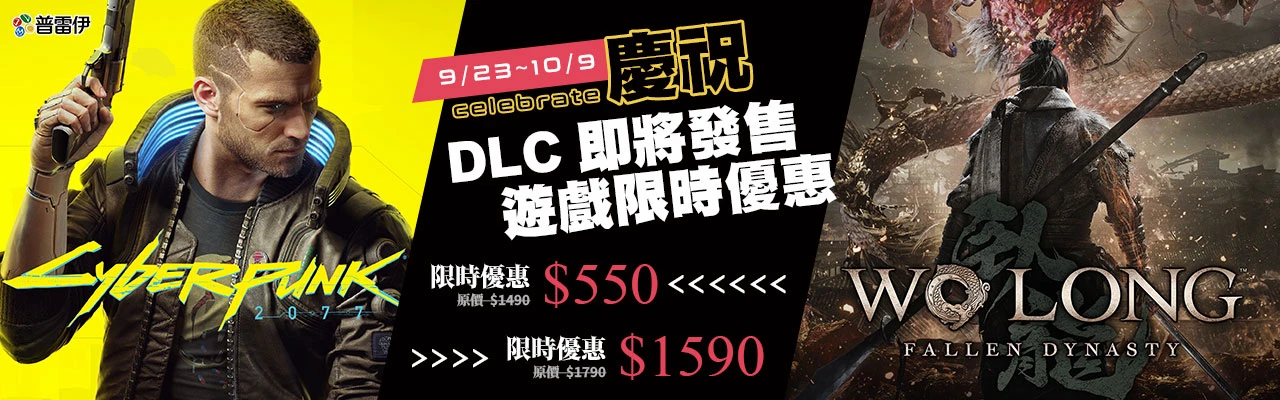 普雷伊
9/23~10/9
celebrate 慶祝
DLC 即將發售
遊戲限時優惠
限時優惠 $550 <<<<<<
原價 $1490
>>>> 限時優惠 $1590
原價 $1790
CYBERPUNK
2077
臥龍
WO LONG™
FALLEN DYNASTY